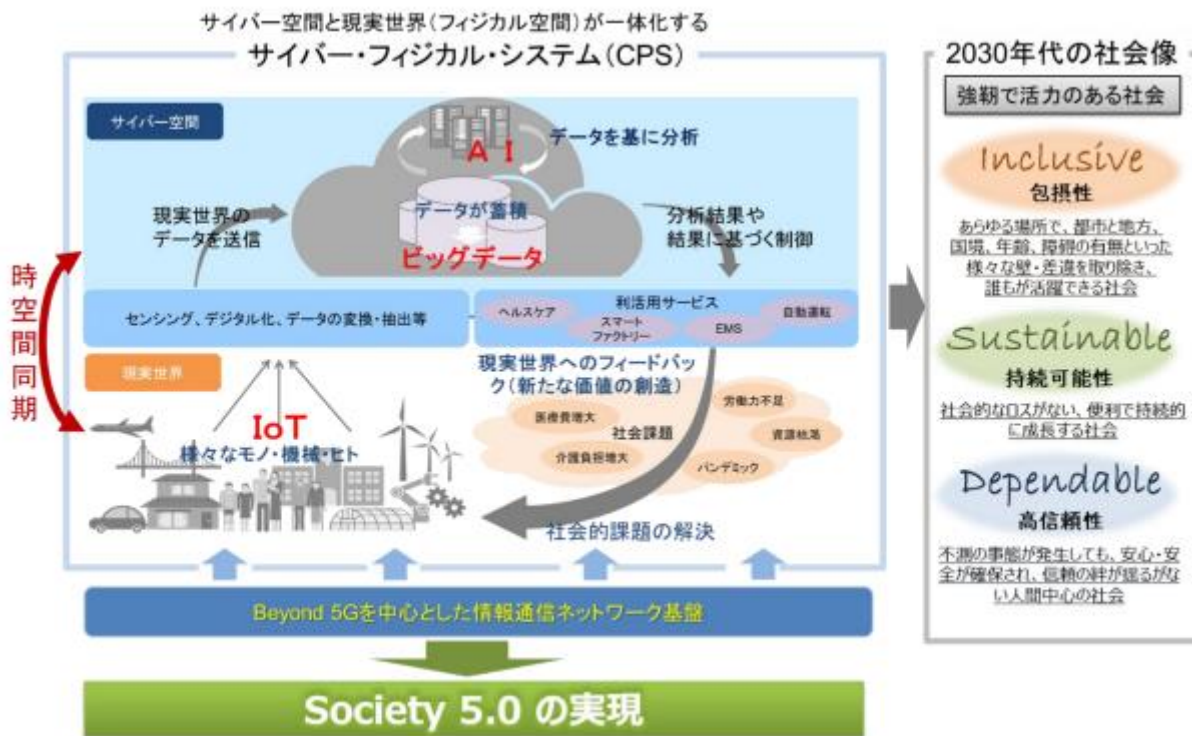 サイバー空間と現実世界(フィジカル空間)が一体化する
サイバー・フィジカル・システム(CPS)
サイバー空間
AI
データを基に分析
データが蓄積
ビッグデータ
現実世界の
データを送信
分析結果や
結果に基づく制御
時空間同期
センシング、デジタル化、データの変換・抽出等
利活用サービス
ヘルスケア
スマート
ファクトリー
EMS
自動運転
現実世界
IoT
様々なモノ・機械・ヒト
現実世界へのフィードバッ
ク(新たな価値の創造)
医療費増大
労働力不足
社会課題
資源枯渇
介護負担増大
パンデミック
社会的課題の解決
Beyond 5Gを中心とした情報通信ネットワーク基盤
Society 5.0 の実現
2030年代の社会像
強靭で活力のある社会
Inclusive
包摂性
あらゆる場所で、都市と地方、
国境、年齢、障碍の有無といった
様々な壁・差違を取り除き、
誰もが活躍できる社会
Sustainable
持続可能性
社会的なロスがない、便利で持続的
に成長する社会
Dependable
高信頼性
不測の事態が発生しても、安心・安
全が確保され、信頼の絆が揺るがな
い人間中心の社会